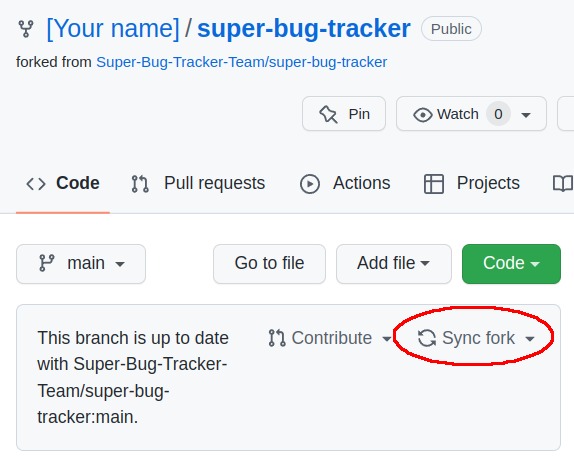 [Your name] / super-bug-tracker Public
forked from Super-Bug-Tracker-Team/super-bug-tracker
Pin Watch 0
Code Pull requests Actions Projects
main Go to file Add file Code
This branch is up to date
with Super-Bug-Tracker-
Team/super-bug-
tracker:main.
Contribute Sync fork